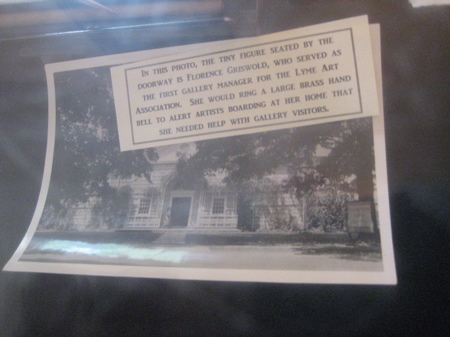 In this photo, the tiny figure seated by the
doorway is Florence Griswold, who served as
the first gallery manager for the Lyme Art
Association. She would ring a large brass hand
bell to alert artists boarding at her home that
she needed help with gallery visitors.